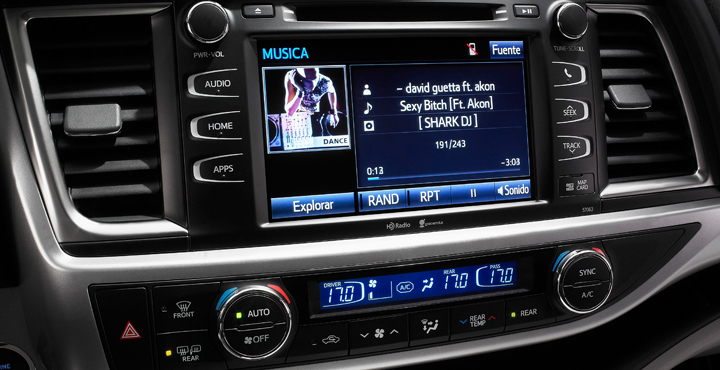 PWR•VOL
AUDIO
HOME
APPS
MUSICA
Fuente
DANCE
– david guetta ft. akon
Sexy Bitch [Ft. Akon]
[ SHARK DJ ]
191/243
0:13
-3:03
Explorar
RAND
RPT
Sonido
HD Radio
TUNE•SCROLL
SEEK
TRACK
MAP CARD
57063
FRONT
REAR
AUTO
OFF
DRIVER
17.0
A/C
REAR
17.0
PASS
17.0
REAR TEMP
REAR
SYNC
A/C